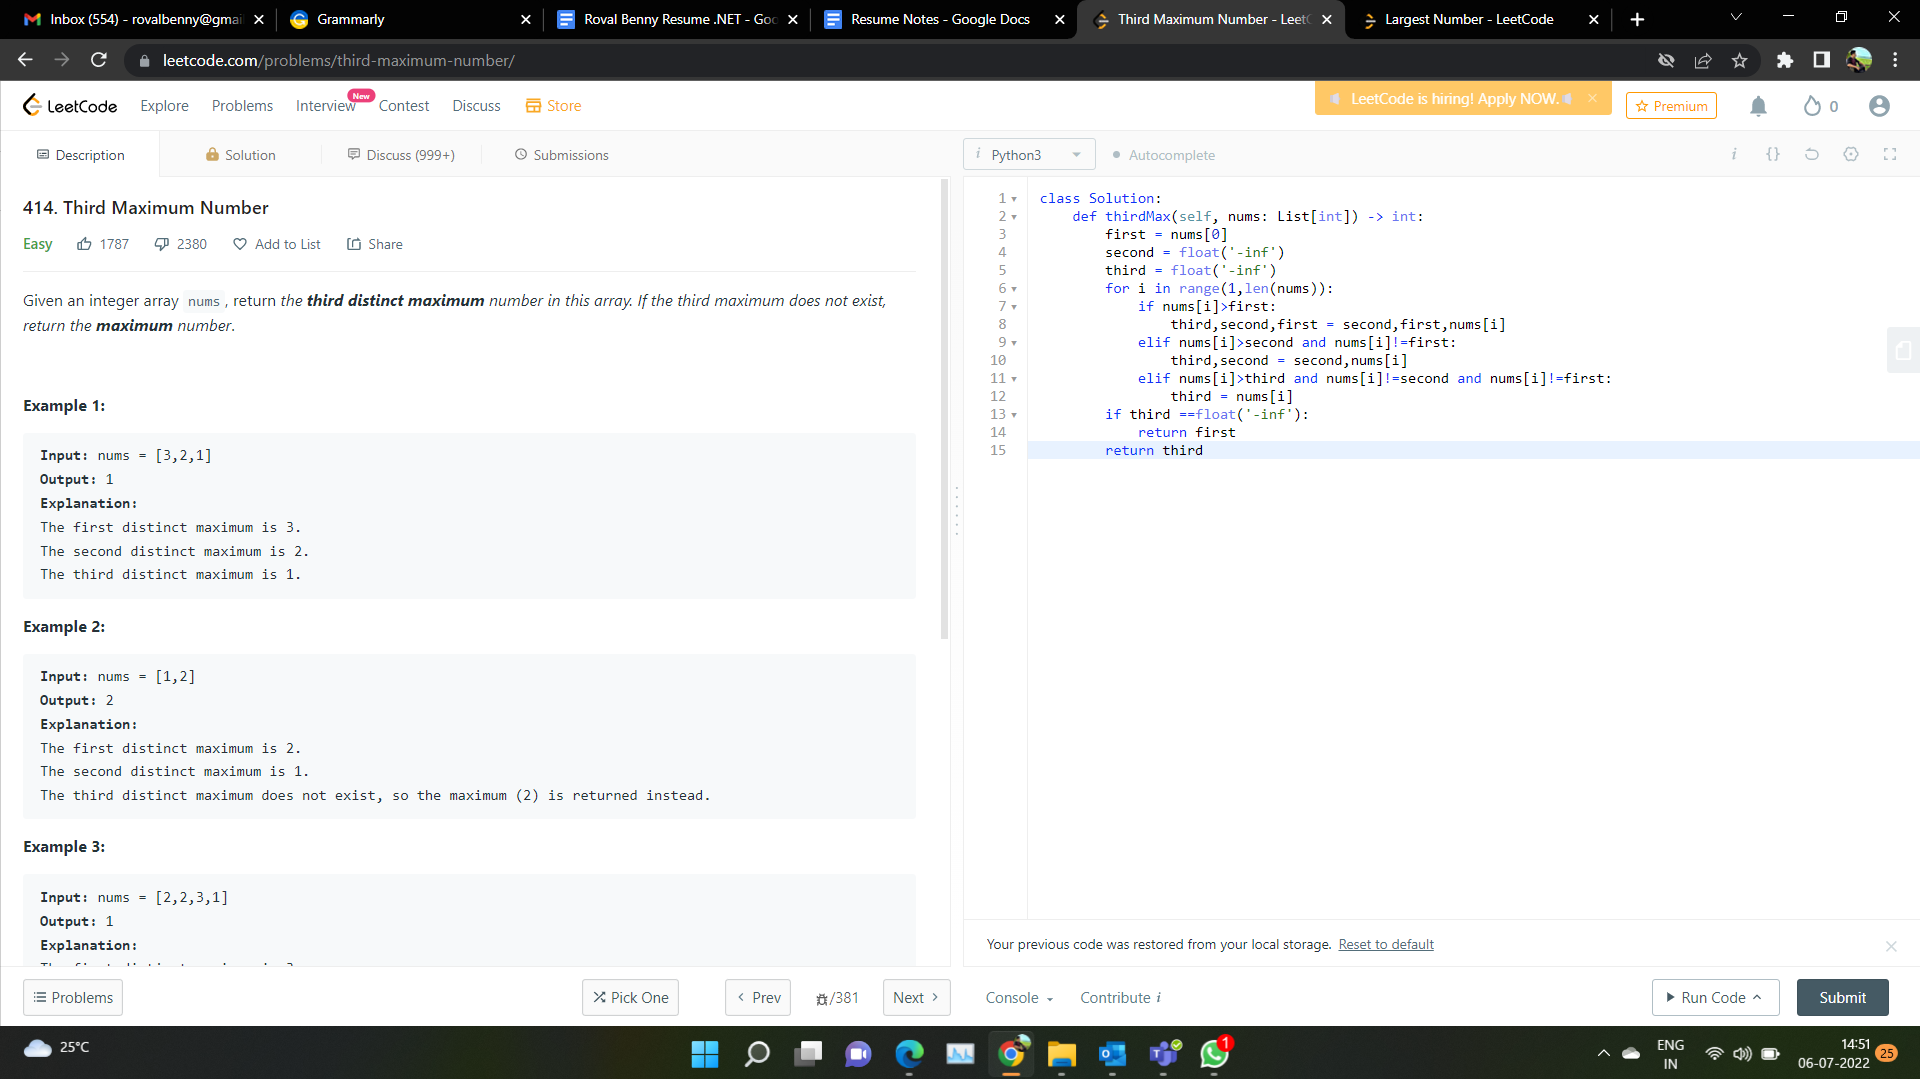 Inbox (554) - rovalbenny@gmai
Grammarly
Roval Benny Resume .NET - Goo
Resume Notes - Google Docs
Third Maximum Number - LeetC
Largest Number - LeetCode
leetcode.com/problems/third-maximum-number/
LeetCode
Explore
Problems
Interview
New
Contest
Discuss
Store
LeetCode is hiring! Apply NOW.
Premium
0
Description
Solution
Discuss (999+)
Submissions
i Python3
Autocomplete
i {}
414. Third Maximum Number
Easy 1787 2380 Add to List Share
Given an integer array nums , return the third distinct maximum number in this array. If the third maximum does not exist,
return the maximum number.
Example 1:
Input: nums = [3,2,1]
Output: 1
Explanation:
The first distinct maximum is 3.
The second distinct maximum is 2.
The third distinct maximum is 1.
Example 2:
Input: nums = [1,2]
Output: 2
Explanation:
The first distinct maximum is 2.
The second distinct maximum is 1.
The third distinct maximum does not exist, so the maximum (2) is returned instead.
Example 3:
Input: nums = [2,2,3,1]
Output: 1
Explanation:
1 class Solution:
2     def thirdMax(self, nums: List[int]) -> int:
3         first = nums[0]
4         second = float('-inf')
5         third = float('-inf')
6         for i in range(1,len(nums)):
7             if nums[i]>first:
8                 third,second,first = second,first,nums[i]
9             elif nums[i]>second and nums[i]!=first:
10                 third,second = second,nums[i]
11             elif nums[i]>third and nums[i]!=second and nums[i]!=first:
12                 third = nums[i]
13         if third ==float('-inf'):
14             return first
15         return third
Your previous code was restored from your local storage. Reset to default
Problems
Pick One
Prev
/381
Next
Console
Contribute i
Run Code
Submit
25°C
1
ENG
IN
14:51
06-07-2022
25